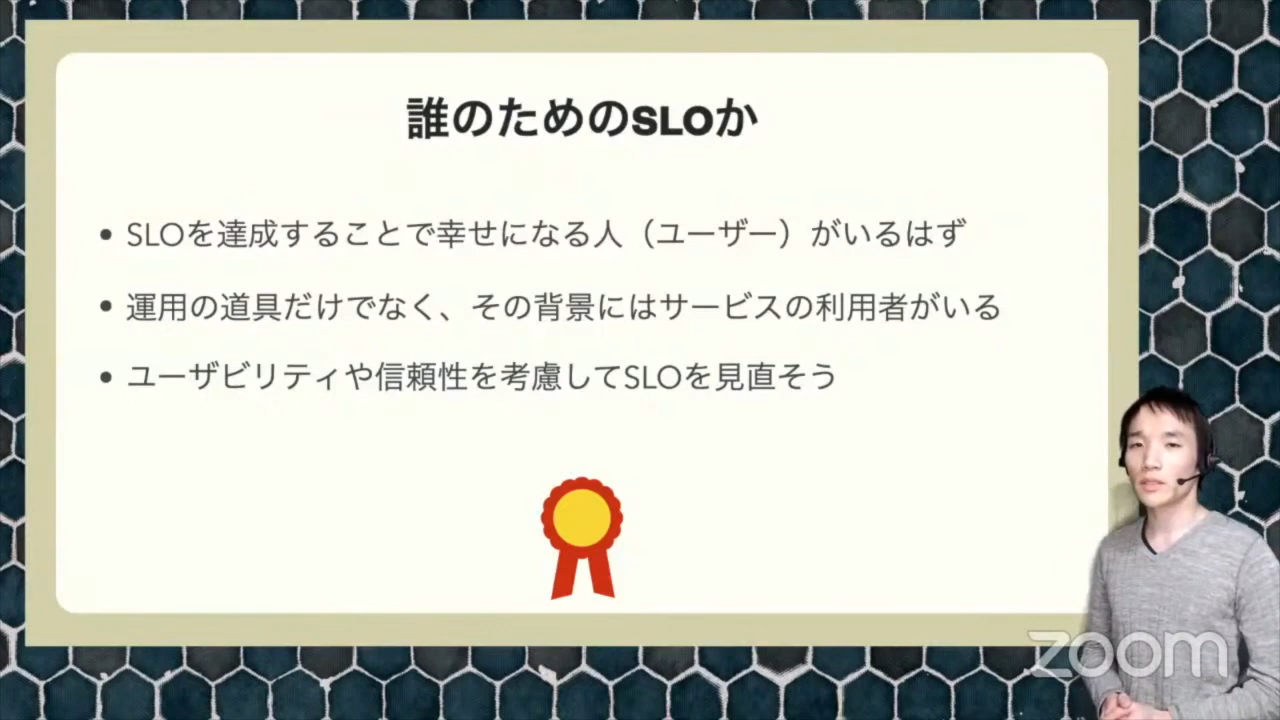 誰のためのSLOか
• SLOを達成することで幸せになる人（ユーザー）がいるはず
• 運用の道具だけでなく、その背景にはサービスの利用者がいる
• ユーザビリティや信頼性を考慮してSLOを見直そう
zoom